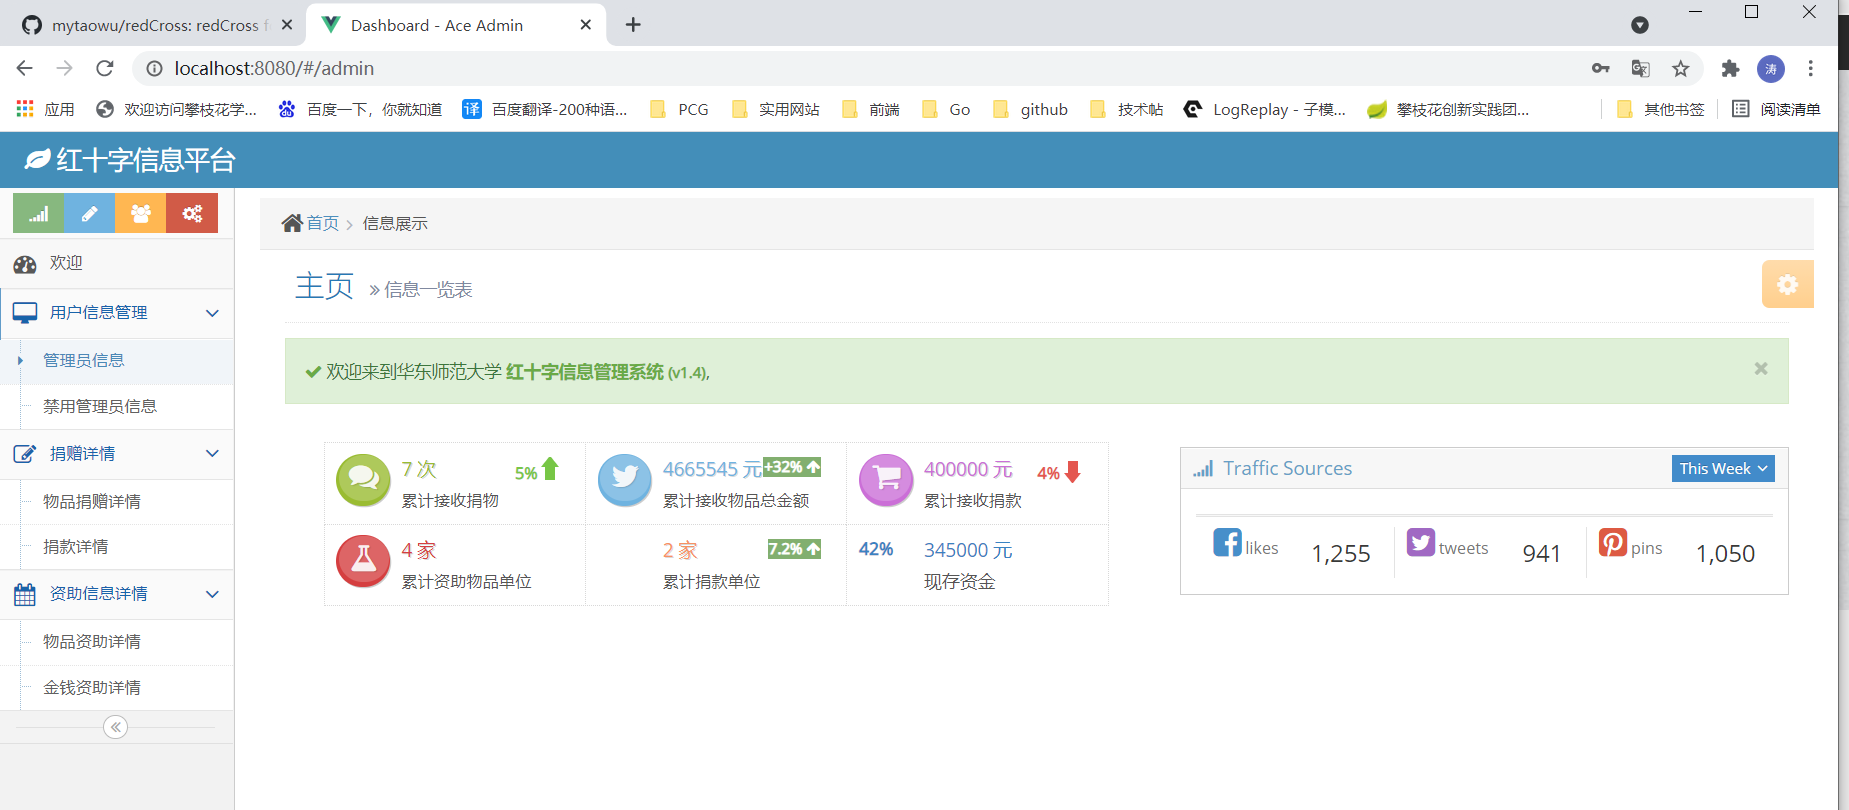 mytaowu/redCross: redCross f
Dashboard - Ace Admin
localhost:8080/#/admin
涛
应用
欢迎访问攀枝花学...
百度一下，你就知道
译
百度翻译-200种语...
PCG
实用网站
前端
Go
github
技术帖
LogReplay - 子模...
攀枝花创新实践团...
其他书签
阅读清单
红十字信息平台
欢迎
用户信息管理
管理员信息
禁用管理员信息
捐赠详情
物品捐赠详情
捐款详情
资助信息详情
物品资助详情
金钱资助详情
首页 > 信息展示
主页 » 信息一览表
欢迎来到华东师范大学 红十字信息管理系统 (v1.4),
7 次 5%
累计接收捐物
4665545 元 +32%
累计接收物品总金额
400000 元 4%
累计接收捐款
4 家
累计资助物品单位
2 家 7.2%
累计捐款单位
42% 345000 元
现存资金
Traffic Sources This Week
likes 1,255
tweets 941
pins 1,050